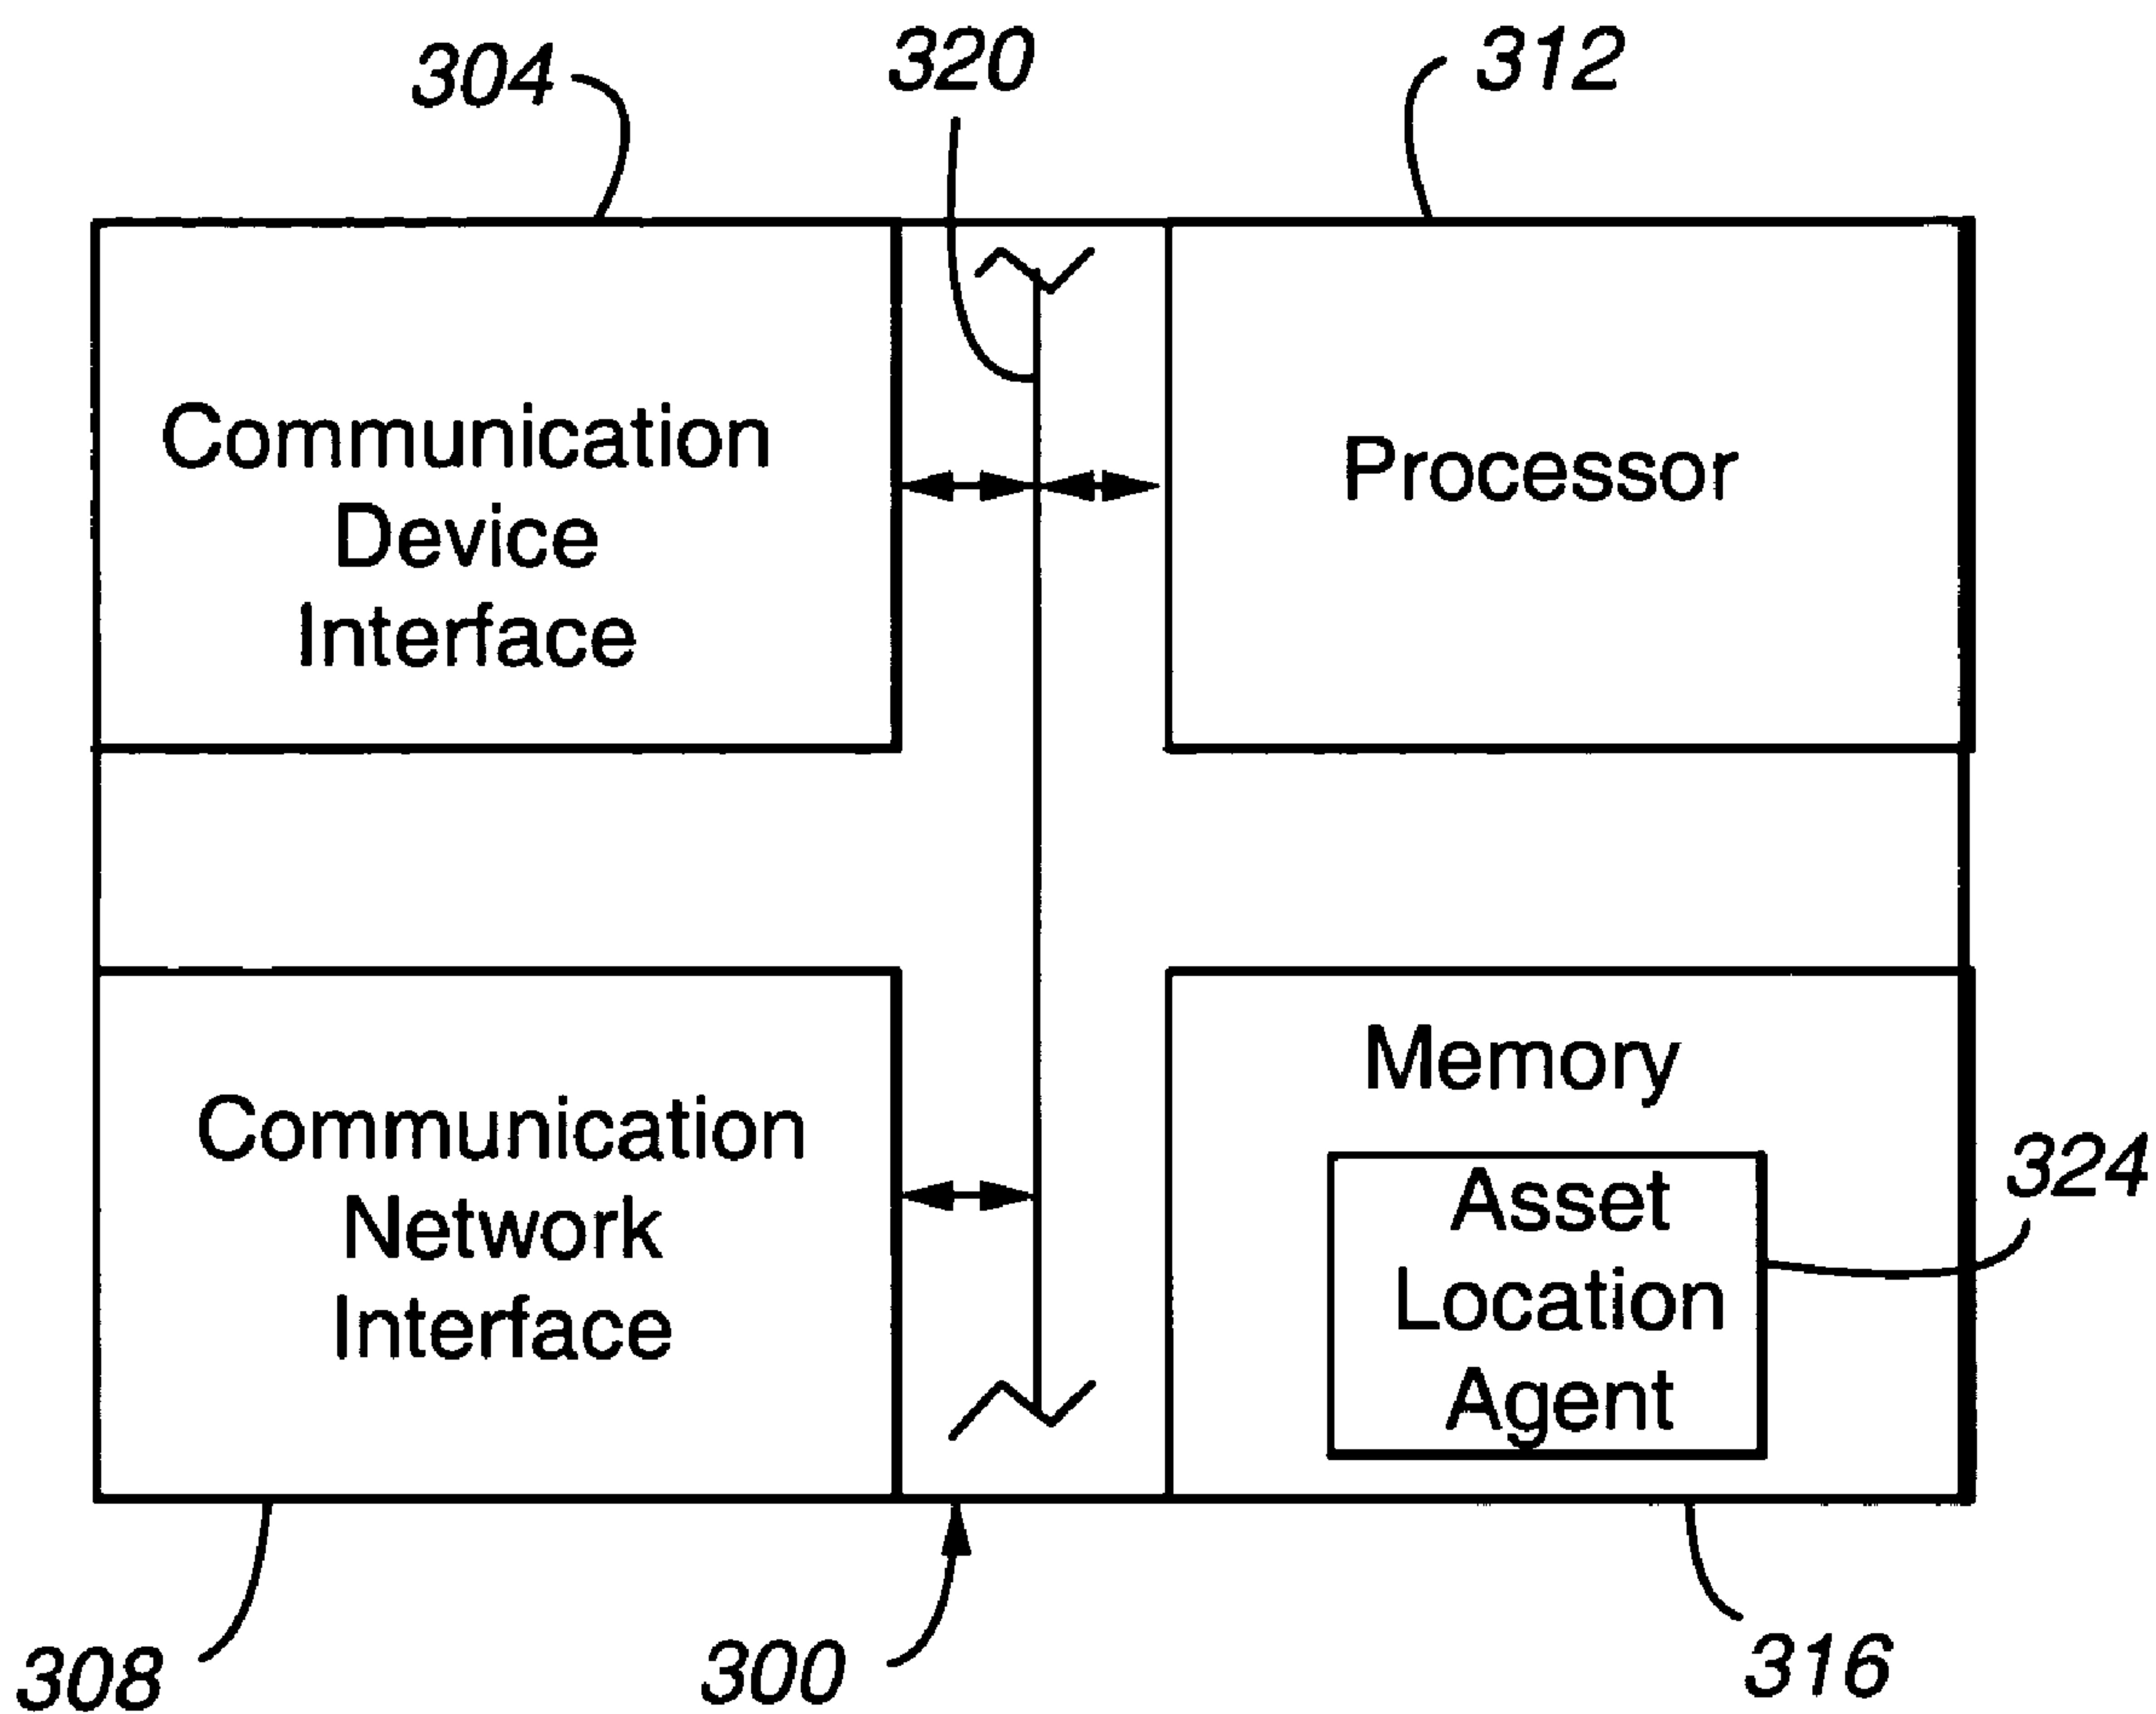 304
320
312
Communication
Device
Interface
Processor
Communication
Network
Interface
Memory
Asset
Location
Agent
324
308
300
316